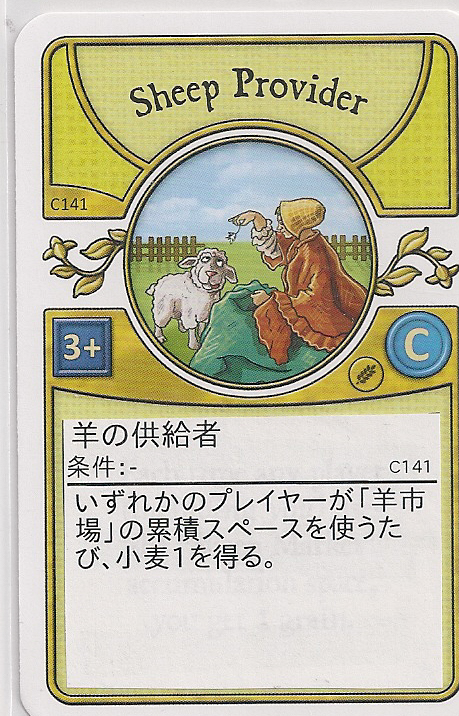 Sheep Provider
C141
3+
C
羊の供給者
条件:-
C141
いずれかのプレイヤーが「羊市
場」の累積スペースを使うた
び、小麦1を得る。